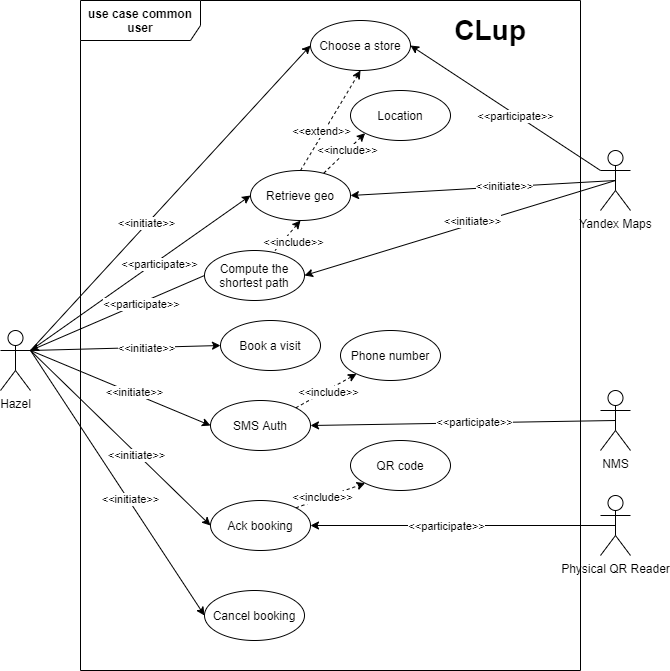 use case common
user
CLup
Choose a store
<<participate>>
Location
<<extend>>
<<include>>
Yandex Maps
Retrieve geo
<<initiate>>
<<initiate>>
<<initiate>>
<<include>>
<<participate>>
Compute the
shortest path
<<participate>>
Hazel
<<initiate>>
Book a visit
Phone number
<<include>>
<<initiate>>
SMS Auth
<<participate>>
NMS
<<initiate>>
QR code
<<include>>
<<initiate>>
Ack booking
<<participate>>
Physical QR Reader
Cancel booking